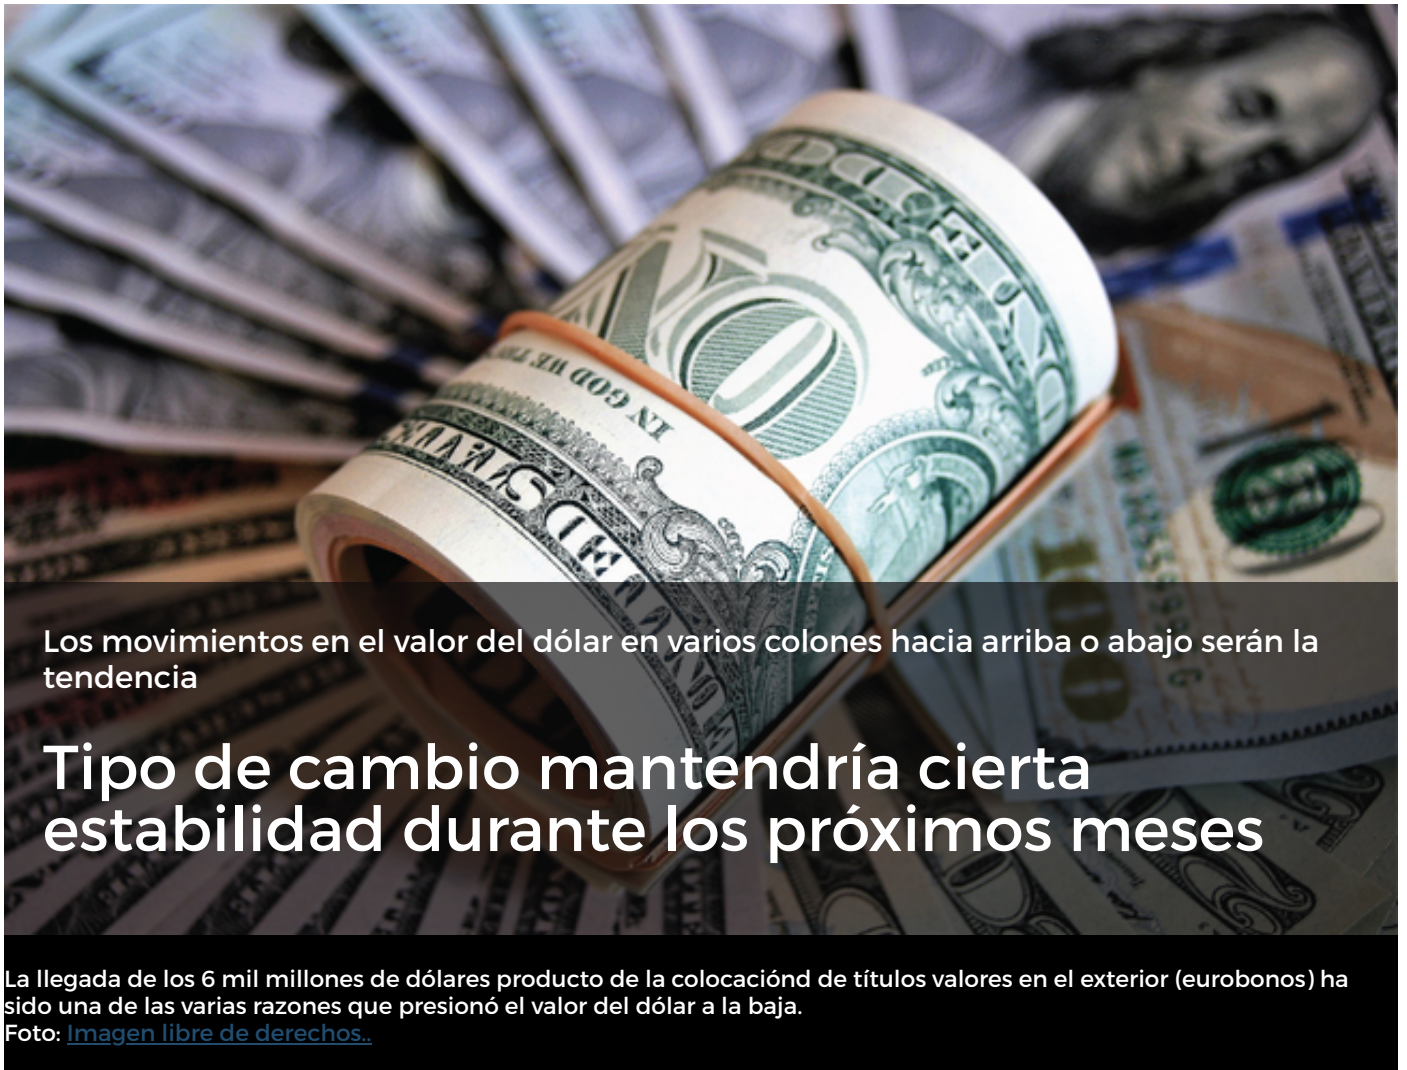 IN GOD WE
Los movimientos en el valor del dólar en varios colones hacia arriba o abajo serán la
tendencia
Tipo de cambio mantendría cierta
estabilidad durante los próximos meses
La llegada de los 6 mil millones de dólares producto de la colocaciónd de títulos valores en el exterior (eurobonos) ha
sido una de las varias razones que presionó el valor del dólar a la baja.
Foto: Imagen libre de derechos..